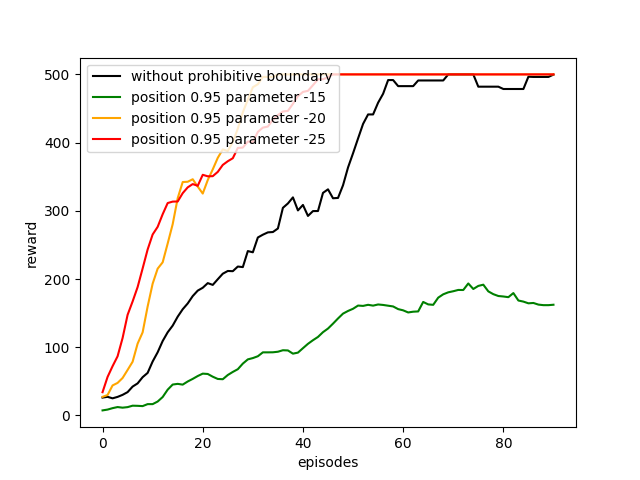 without prohibitive boundary
position 0.95 parameter -15
position 0.95 parameter -20
position 0.95 parameter -25
500
400
300
200
100
0
reward
0 20 40 60 80
episodes